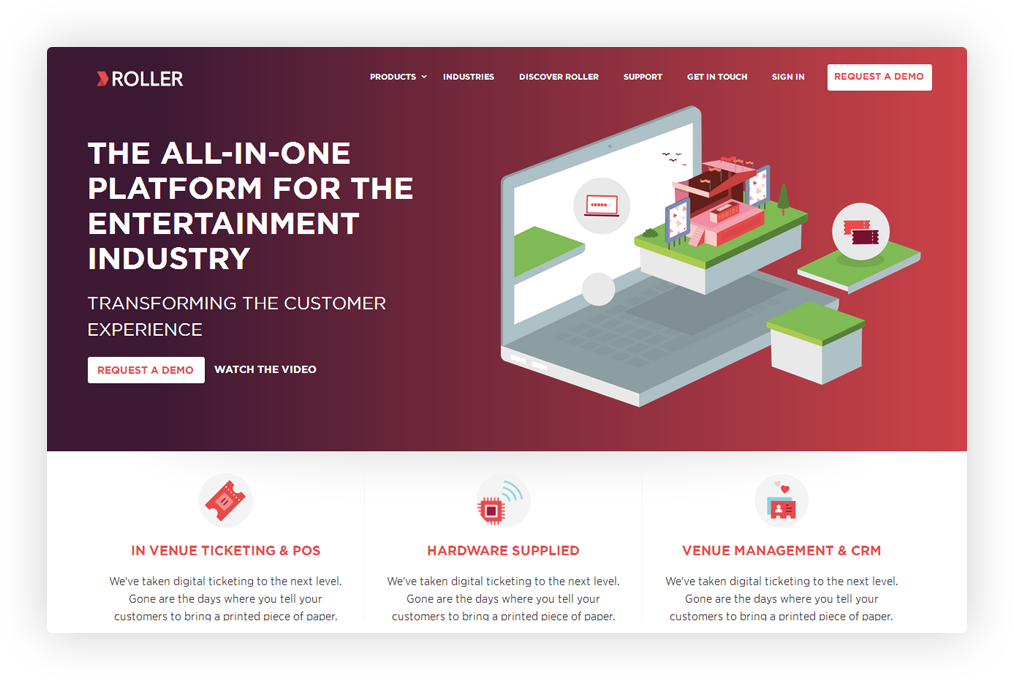 ROLLER
PRODUCTS INDUSTRIES DISCOVER ROLLER SUPPORT GET IN TOUCH SIGN IN REQUEST A DEMO
THE ALL-IN-ONE
PLATFORM FOR THE
ENTERTAINMENT
INDUSTRY
TRANSFORMING THE CUSTOMER
EXPERIENCE
REQUEST A DEMO WATCH THE VIDEO
IN VENUE TICKETING & POS
We've taken digital ticketing to the next level.
Gone are the days where you tell your
customers to bring a printed piece of paper.
HARDWARE SUPPLIED
We've taken digital ticketing to the next level.
Gone are the days where you tell your
customers to bring a printed piece of paper.
VENUE MANAGEMENT & CRM
We've taken digital ticketing to the next level.
Gone are the days where you tell your
customers to bring a printed piece of paper.